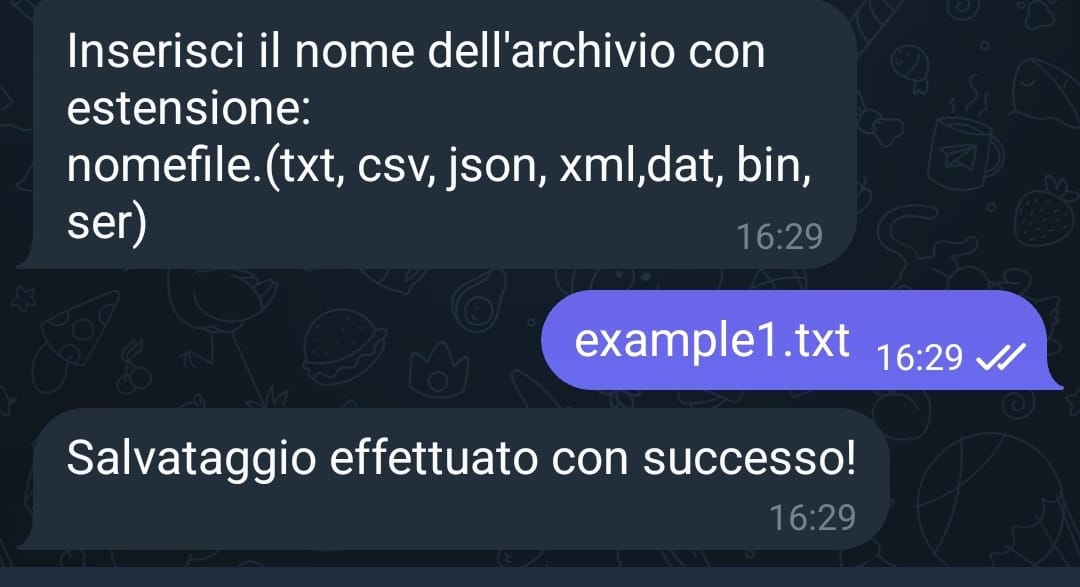 Inserisci il nome dell'archivio con
estensione:
nomefile.(txt, csv, json, xml,dat, bin,
ser)
16:29
example1.txt 16:29
Salvataggio effettuato con successo!
16:29